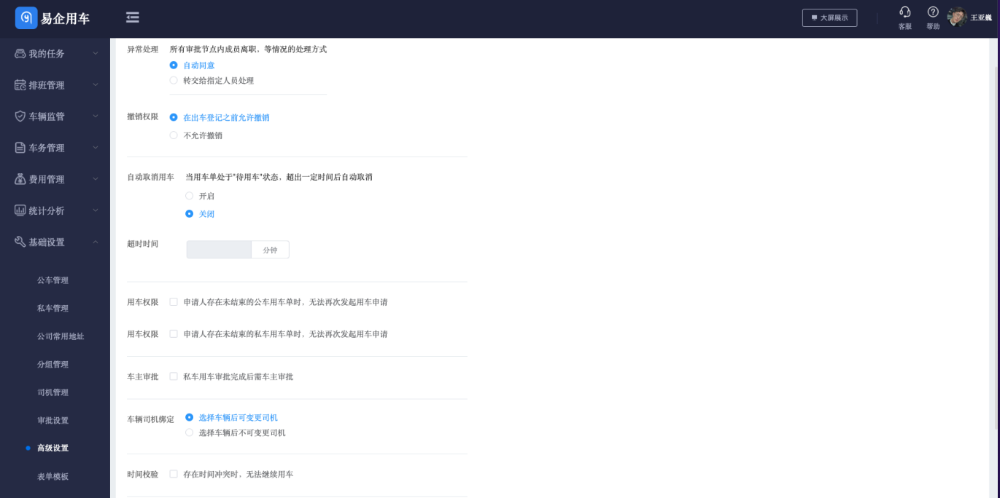 易企用车
大屏展示
客服
帮助
王亚巍
我的任务
排班管理
车辆监管
车务管理
费用管理
统计分析
基础设置
公车管理
私车管理
公司常用地址
分组管理
司机管理
审批设置
高级设置
表单模板
异常处理 所有审批节点内成员离职，等情况的处理方式
自动同意
转交给指定人员处理
撤销权限 在出车登记之前允许撤销
不允许撤销
自动取消用车 当用车单处于"待用车"状态，超出一定时间后自动取消
开启
关闭
超时时间 分钟
用车权限 申请人存在未结束的公车用车单时，无法再次发起用车申请
用车权限 申请人存在未结束的私车用车单时，无法再次发起用车申请
车主审批 私车用车审批完成后需车主审批
车辆司机绑定 选择车辆后可变更司机
选择车辆后不可变更司机
时间校验 存在时间冲突时，无法继续用车